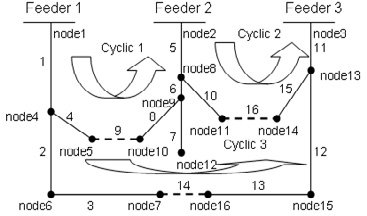 Feeder 1 Feeder 2 Feeder 3
node1 node2 node3
Cyclic 1 5 Cyclic 2 11
1 node8 node13
6 10 15
node9 16
node4 4 0
9 7 node11 node14
node5 node10 Cyclic 3
2 node12 12
14 13
node6 3 node7 node16 node15